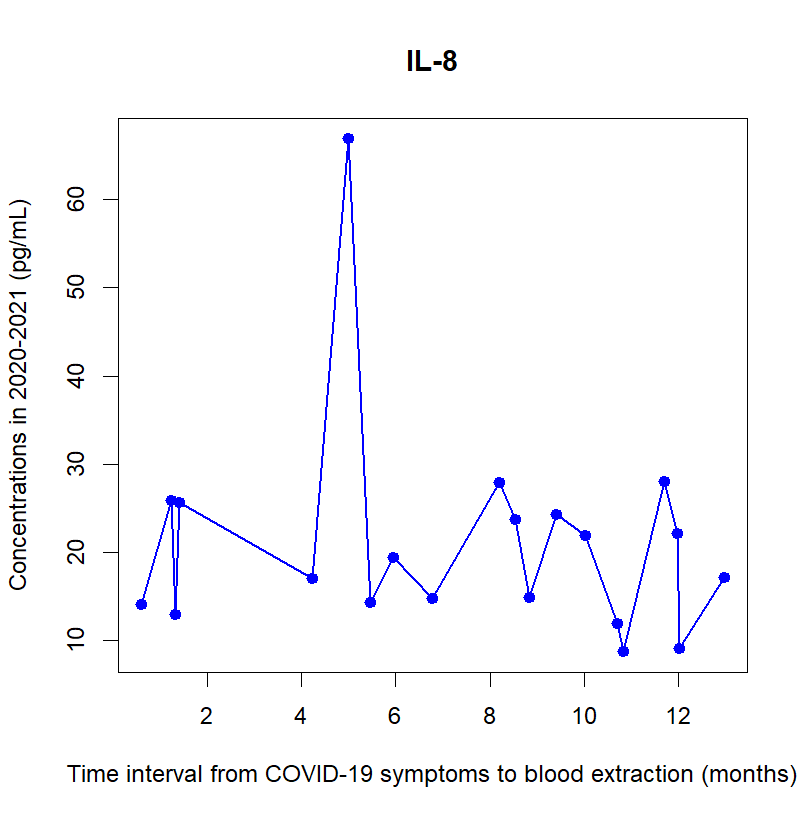 IL-8
Concentrations in 2020-2021 (pg/mL)
60
50
40
30
20
10
2 4 6 8 10 12
Time interval from COVID-19 symptoms to blood extraction (months)